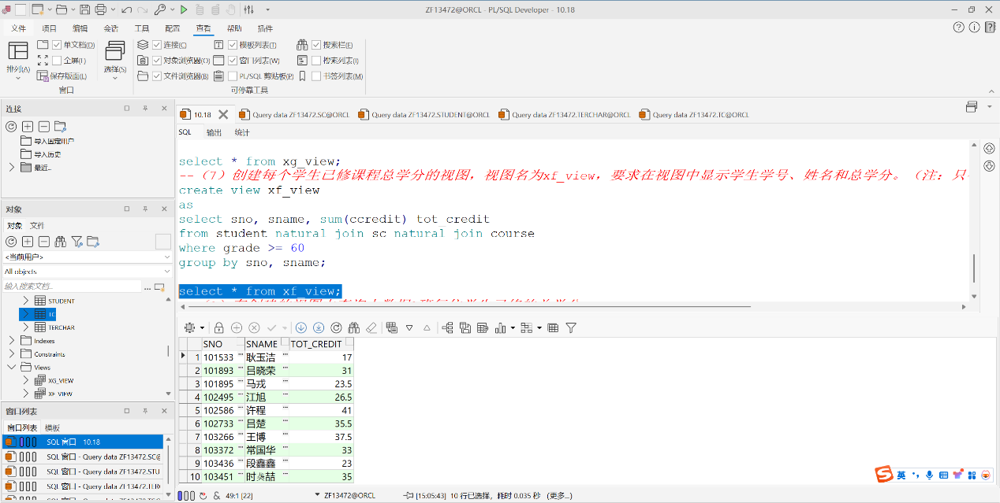 ZF13472@ORCL - PL/SQL Developer - 10.18
文件 项目 编辑 会话 工具 配置 查看 帮助 插件
排列(A)
单文档(D)
全屏(F)
保存版面(L)
窗口
选择(S)
连接(C)
对象浏览器(O)
文件浏览器(B)
模板列表(T)
窗口列表(W)
PL/SQL 剪贴板(P)
搜索栏(E)
搜索列表(I)
书签列表(M)
可停靠工具
连接
导入固定用户
导入历史
最近...
对象
对象 文件
<当前用户>
All objects
输入搜索文档...
STUDENT
TC
TERCHAR
Indexes
Constraints
Views
XG_VIEW
XF_VIEW
窗口列表
窗口列表 模板
SQL 窗口 - 10.18
SQL 窗口 - Query data ZF13472.SC@
SQL 窗口 - Query data ZF13472.STU
SQL 窗口 - Query data ZF13472.TER
SQL 窗口 - Query data ZF13472.TC@
10.18
Query data ZF13472.SC@ORCL
Query data ZF13472.STUDENT@ORCL
Query data ZF13472.TERCHAR@ORCL
Query data ZF13472.TC@ORCL
SQL 输出 统计
select * from xg_view;
--（7）创建每个学生已修课程总学分的视图，视图名为xf_view，要求在视图中显示学生学号、姓名和总学分。（注：只
create view xf_view
as
select sno, sname, sum(ccredit) tot_credit
from student natural join sc natural join course
where grade >= 60
group by sno, sname;
select * from xf_view;
SNO SNAME TOT_CREDIT
1 101533 ··· 耿玉洁 ··· 17
2 101893 ··· 吕晓荣 ··· 31
3 101895 ··· 马戎 ··· 23.5
4 102495 ··· 江旭 ··· 26.5
5 102586 ··· 许程 ··· 41
6 102733 ··· 吕楚 ··· 35.5
7 103266 ··· 王博 ··· 37.5
8 103372 ··· 常国华 ··· 33
9 103436 ··· 段鑫鑫 ··· 23
10 103451 ··· 时燊喆 ··· 35
英
49:1 [22]
ZF13472@ORCL
[15:05:43] 10 行已选择，耗时 0.035 秒 (更多...)